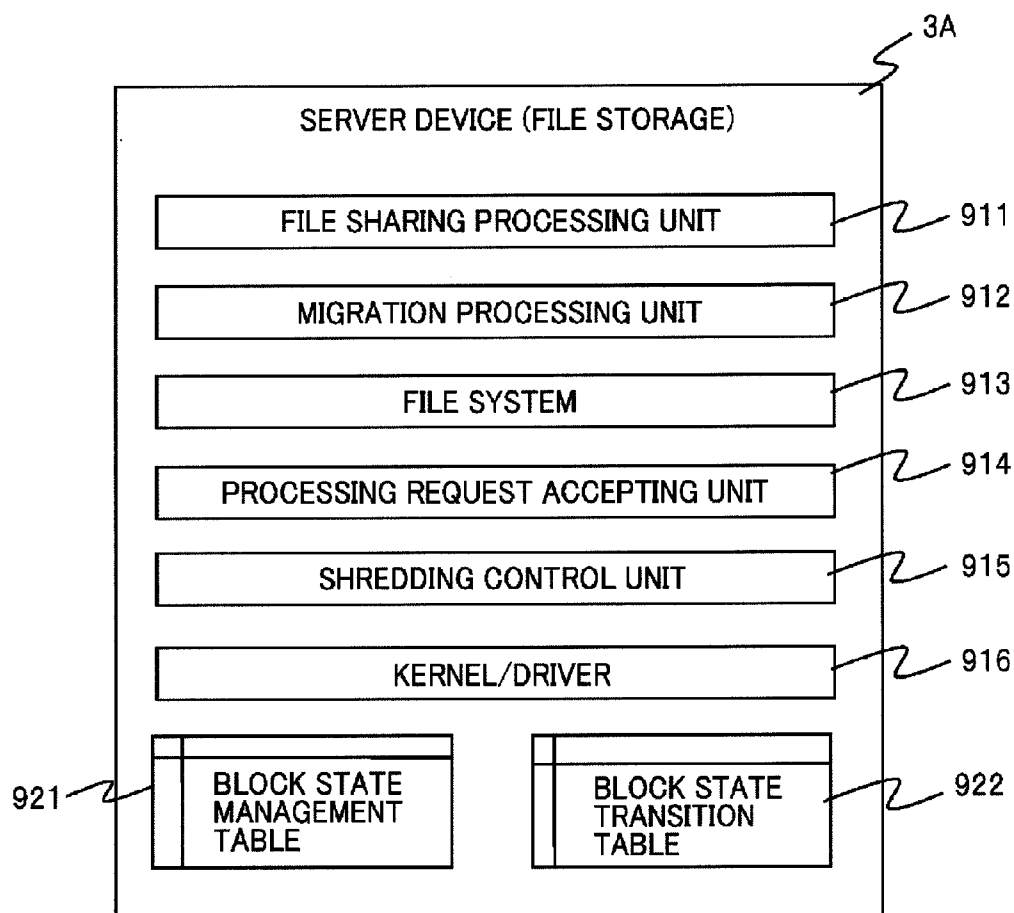 3A
SERVER DEVICE (FILE STORAGE)
FILE SHARING PROCESSING UNIT
911
MIGRATION PROCESSING UNIT
912
FILE SYSTEM
913
PROCESSING REQUEST ACCEPTING UNIT
914
SHREDDING CONTROL UNIT
915
KERNEL/DRIVER
916
921
BLOCK STATE
MANAGEMENT
TABLE
BLOCK STATE
TRANSITION
TABLE
922